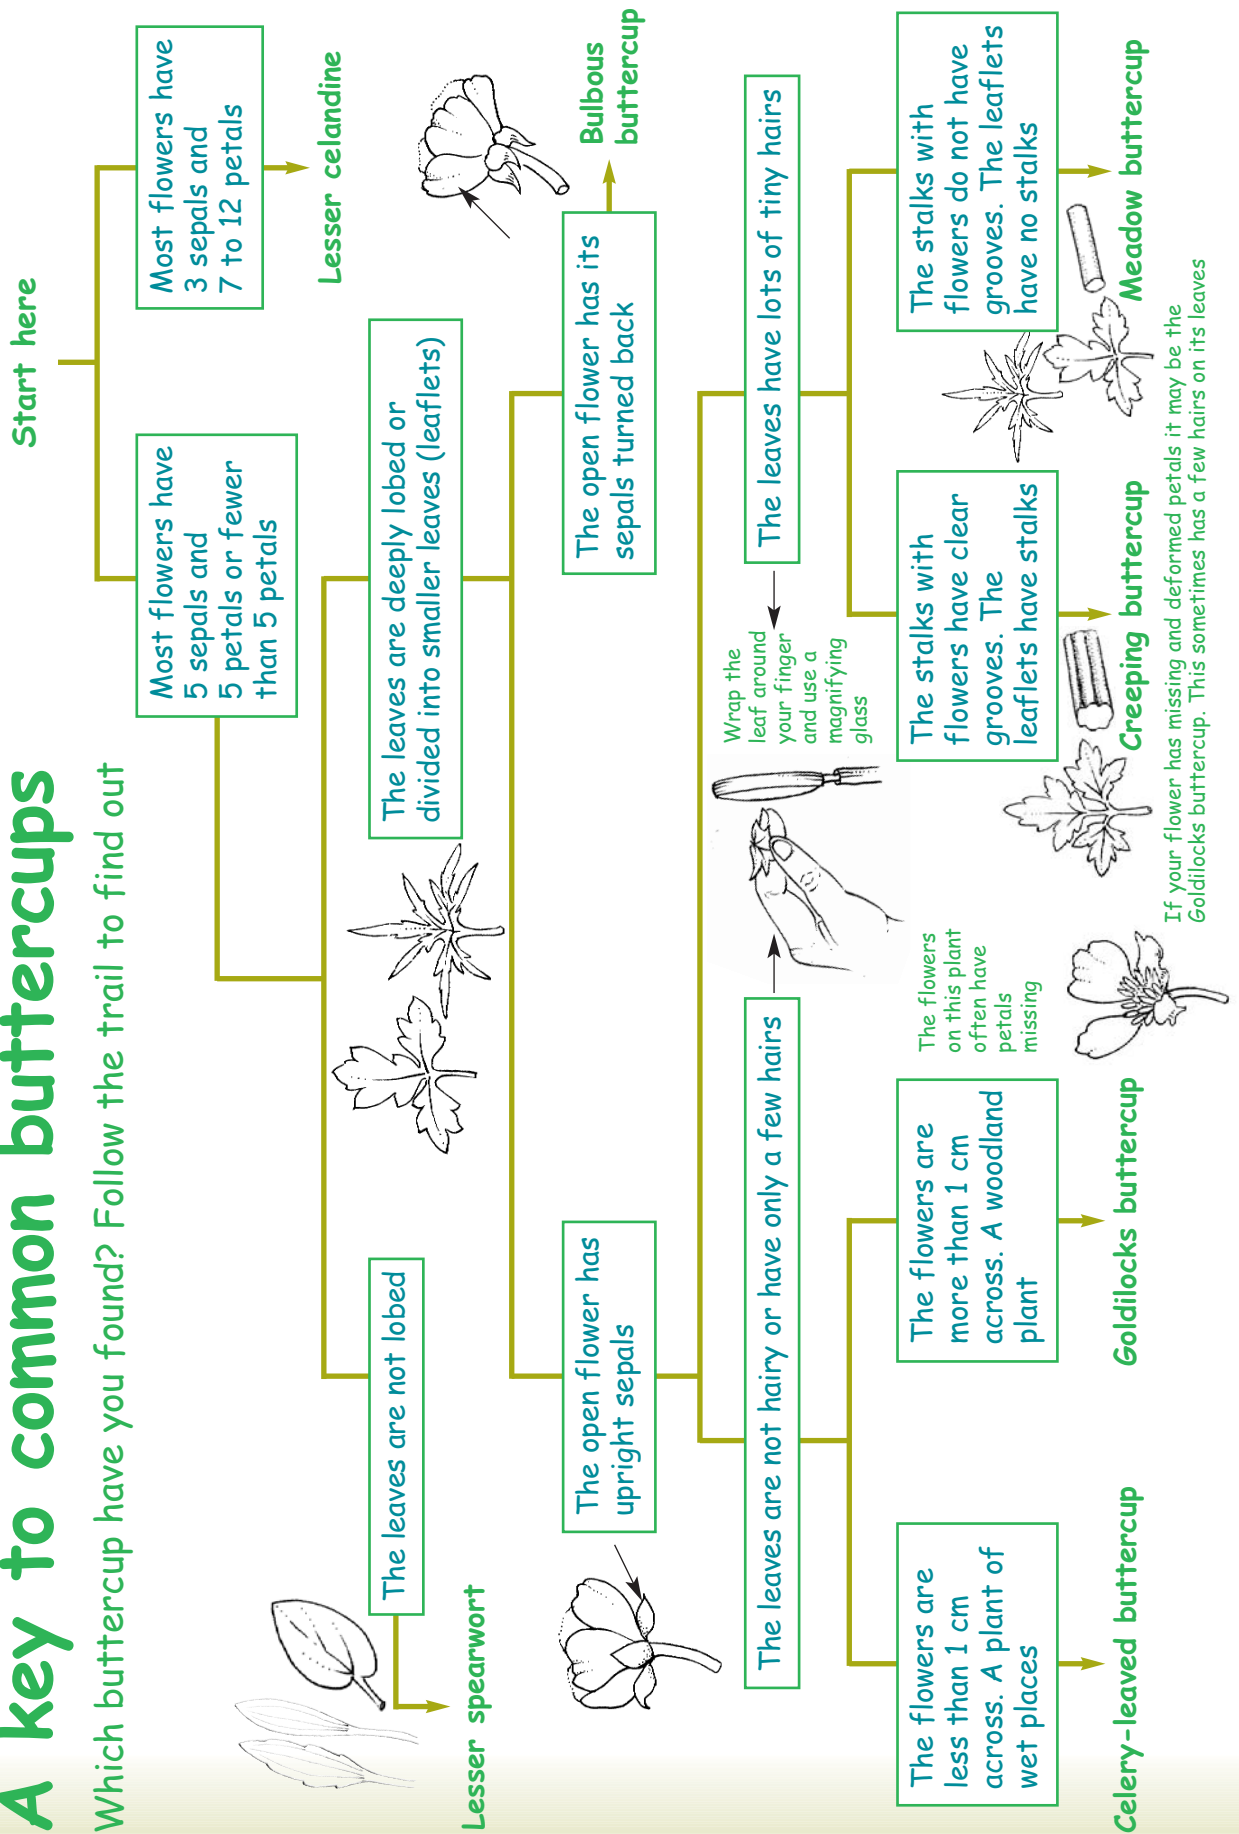 A key to common buttercups
Which buttercup have you found? Follow the trail to find out
Start here
Most flowers have
5 sepals and
5 petals or fewer
than 5 petals
Most flowers have
3 sepals and
7 to 12 petals
Lesser celandine
The leaves are not lobed
Lesser spearwort
The leaves are deeply lobed or
divided into smaller leaves (leaflets)
The open flower has
upright sepals
The open flower has its
sepals turned back
Bulbous
buttercup
The leaves are not hairy or have only a few hairs
Wrap the
leaf around
your finger
and use a
magnifying
glass
The leaves have lots of tiny hairs
The flowers are
less than 1 cm
across. A plant of
wet places
Celery-leaved buttercup
The flowers are
more than 1 cm
across. A woodland
plant
Goldilocks buttercup
The flowers
on this plant
often have
petals
missing
The stalks with
flowers have clear
grooves. The
leaflets have stalks
Creeping buttercup
The stalks with
flowers do not have
grooves. The leaflets
have no stalks
Meadow buttercup
If your flower has missing and deformed petals it may be the
Goldilocks buttercup. This sometimes has a few hairs on its leaves